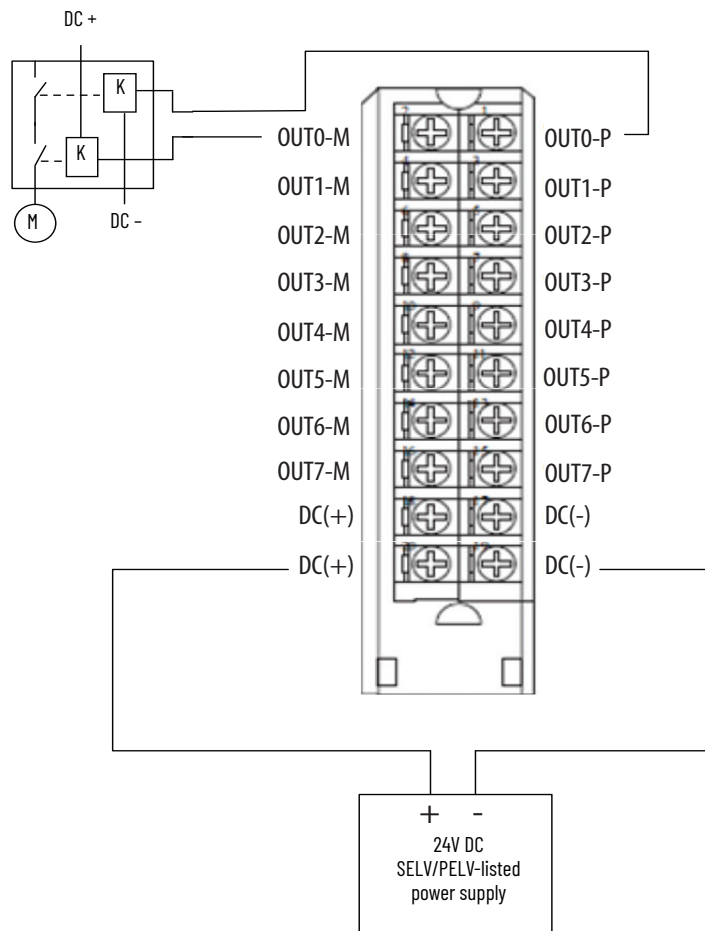 DC +
K
K
M
DC -
OUT0-M OUT0-P
OUT1-M OUT1-P
OUT2-M OUT2-P
OUT3-M OUT3-P
OUT4-M OUT4-P
OUT5-M OUT5-P
OUT6-M OUT6-P
OUT7-M OUT7-P
DC(+) DC(-)
DC(+) DC(-)
+ -
24V DC
SELV/PELV-listed
power supply